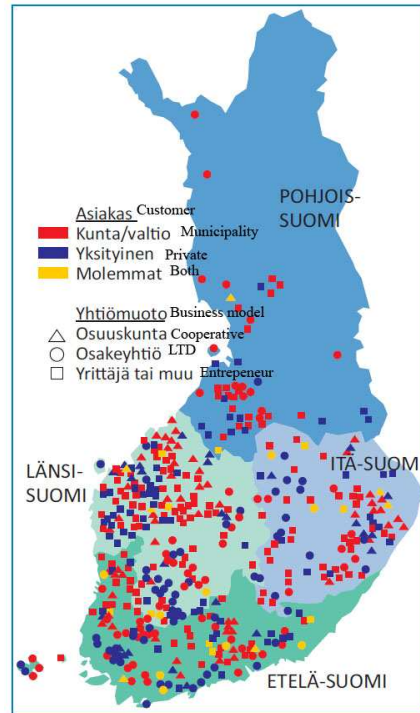 POHJOIS-
SUOMI
Asiakas Customer
Kunta/valtio Municipality
Yksityinen Private
Molemmat Both
Yhtiömuoto Business model
Osuuskunta Cooperative
Osakeyhtiö LTD
Yrittäjä tai muu Entrepeneur
LÄNSI-
SUOMI
ITÄ-SUOMI
ETELÄ-SUOMI